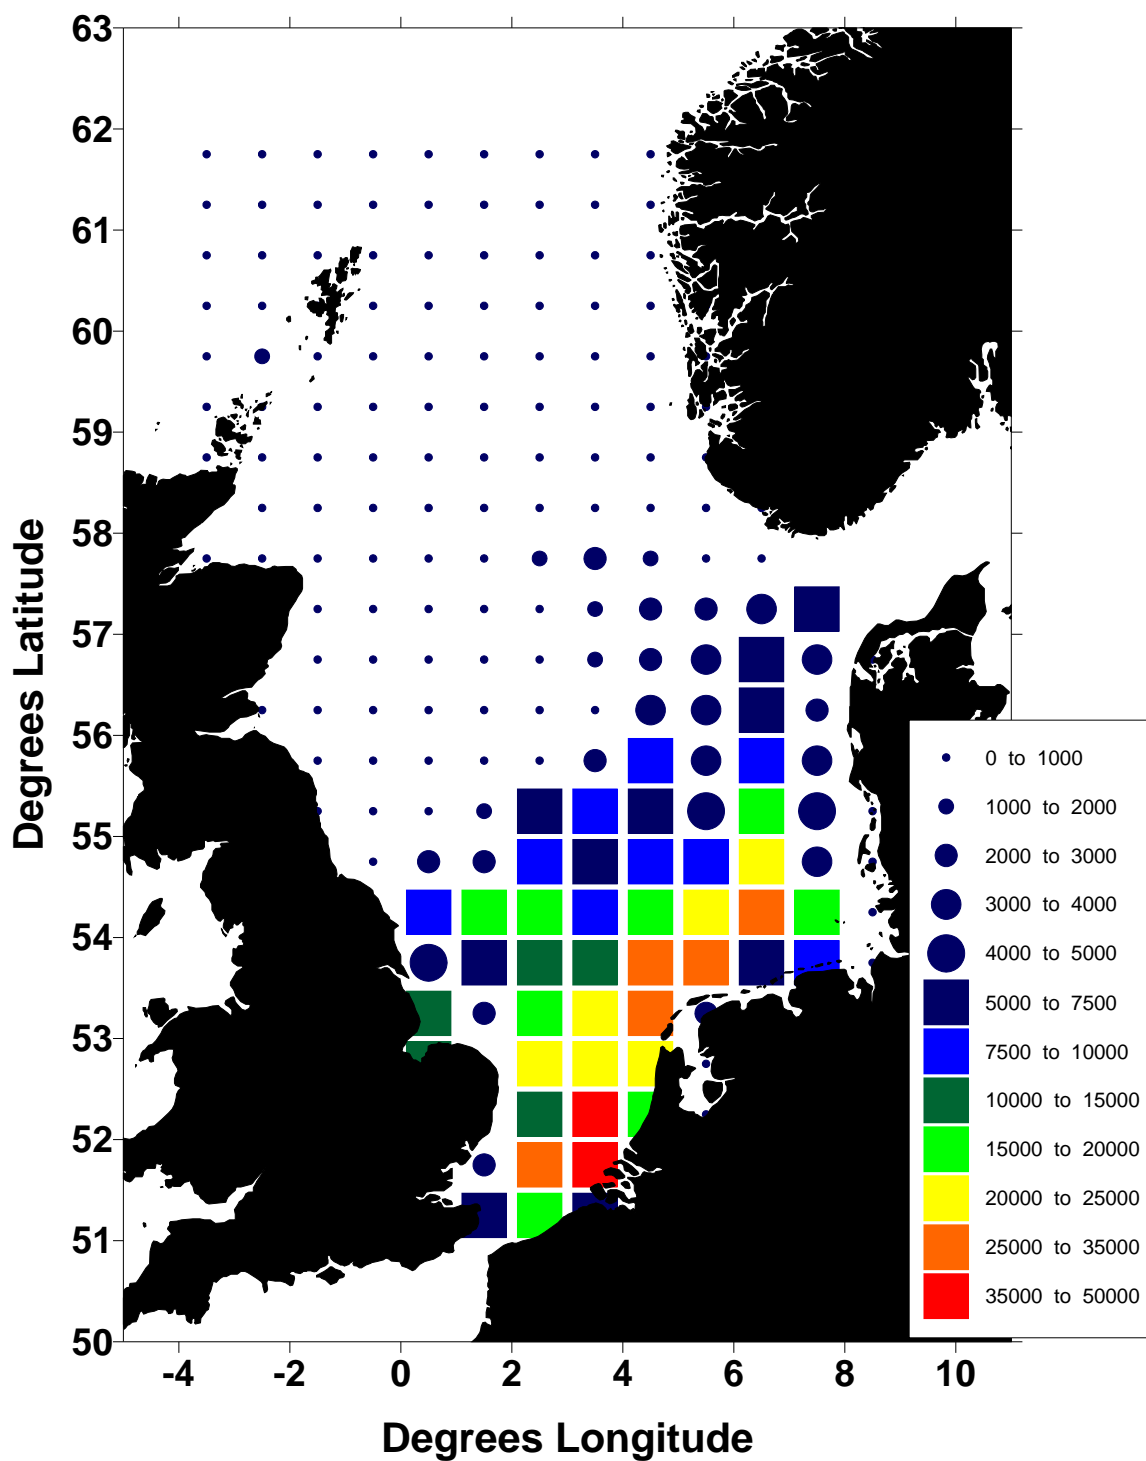 63
62
61
60
59
58
57
56
55
54
53
52
51
50
Degrees Latitude
-4 -2 0 2 4 6 8 10
Degrees Longitude
0 to 1000
1000 to 2000
2000 to 3000
3000 to 4000
4000 to 5000
5000 to 7500
7500 to 10000
10000 to 15000
15000 to 20000
20000 to 25000
25000 to 35000
35000 to 50000